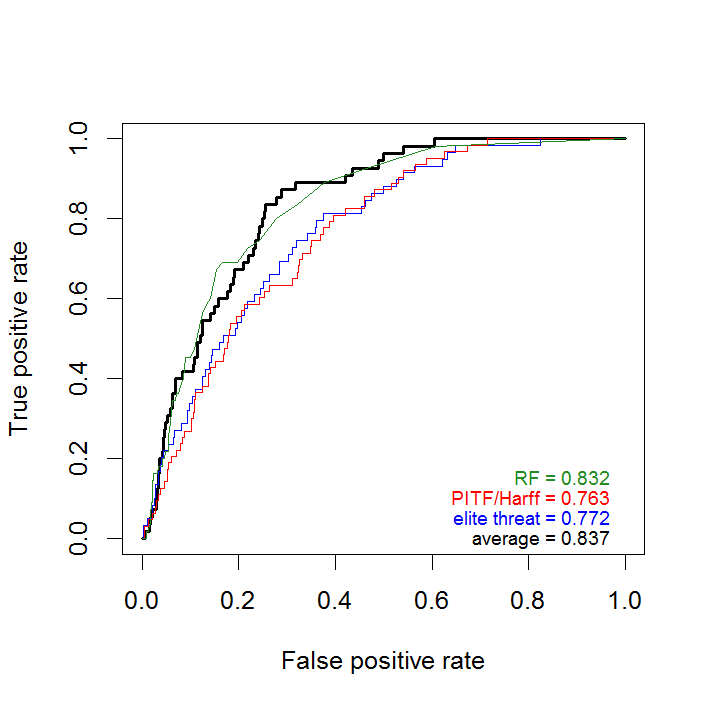 True positive rate
1.0
0.8
0.6
0.4
0.2
0.0
RF = 0.832
PITF/Harff = 0.763
elite threat = 0.772
average = 0.837
0.0 0.2 0.4 0.6 0.8 1.0
False positive rate